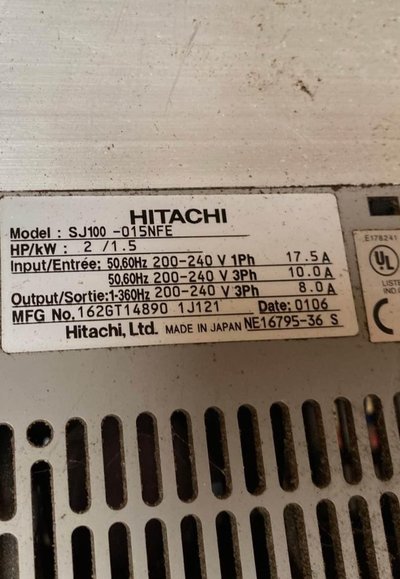 HITACHI
Model : SJ100 -015NFE
HP/kW : 2 /1.5
Input/Entrée: 50,60Hz 200-240 V 1Ph 17.5 A
50,60Hz 200-240 V 3Ph 10.0 A
Output/Sortie:1-360Hz 200-240 V 3Ph 8.0 A
MFG No.162GT14890 1J121 Date: 0106
Hitachi, Ltd. MADE IN JAPAN NE16795-36 S
E178241
UL
LISTE
IND.C
C